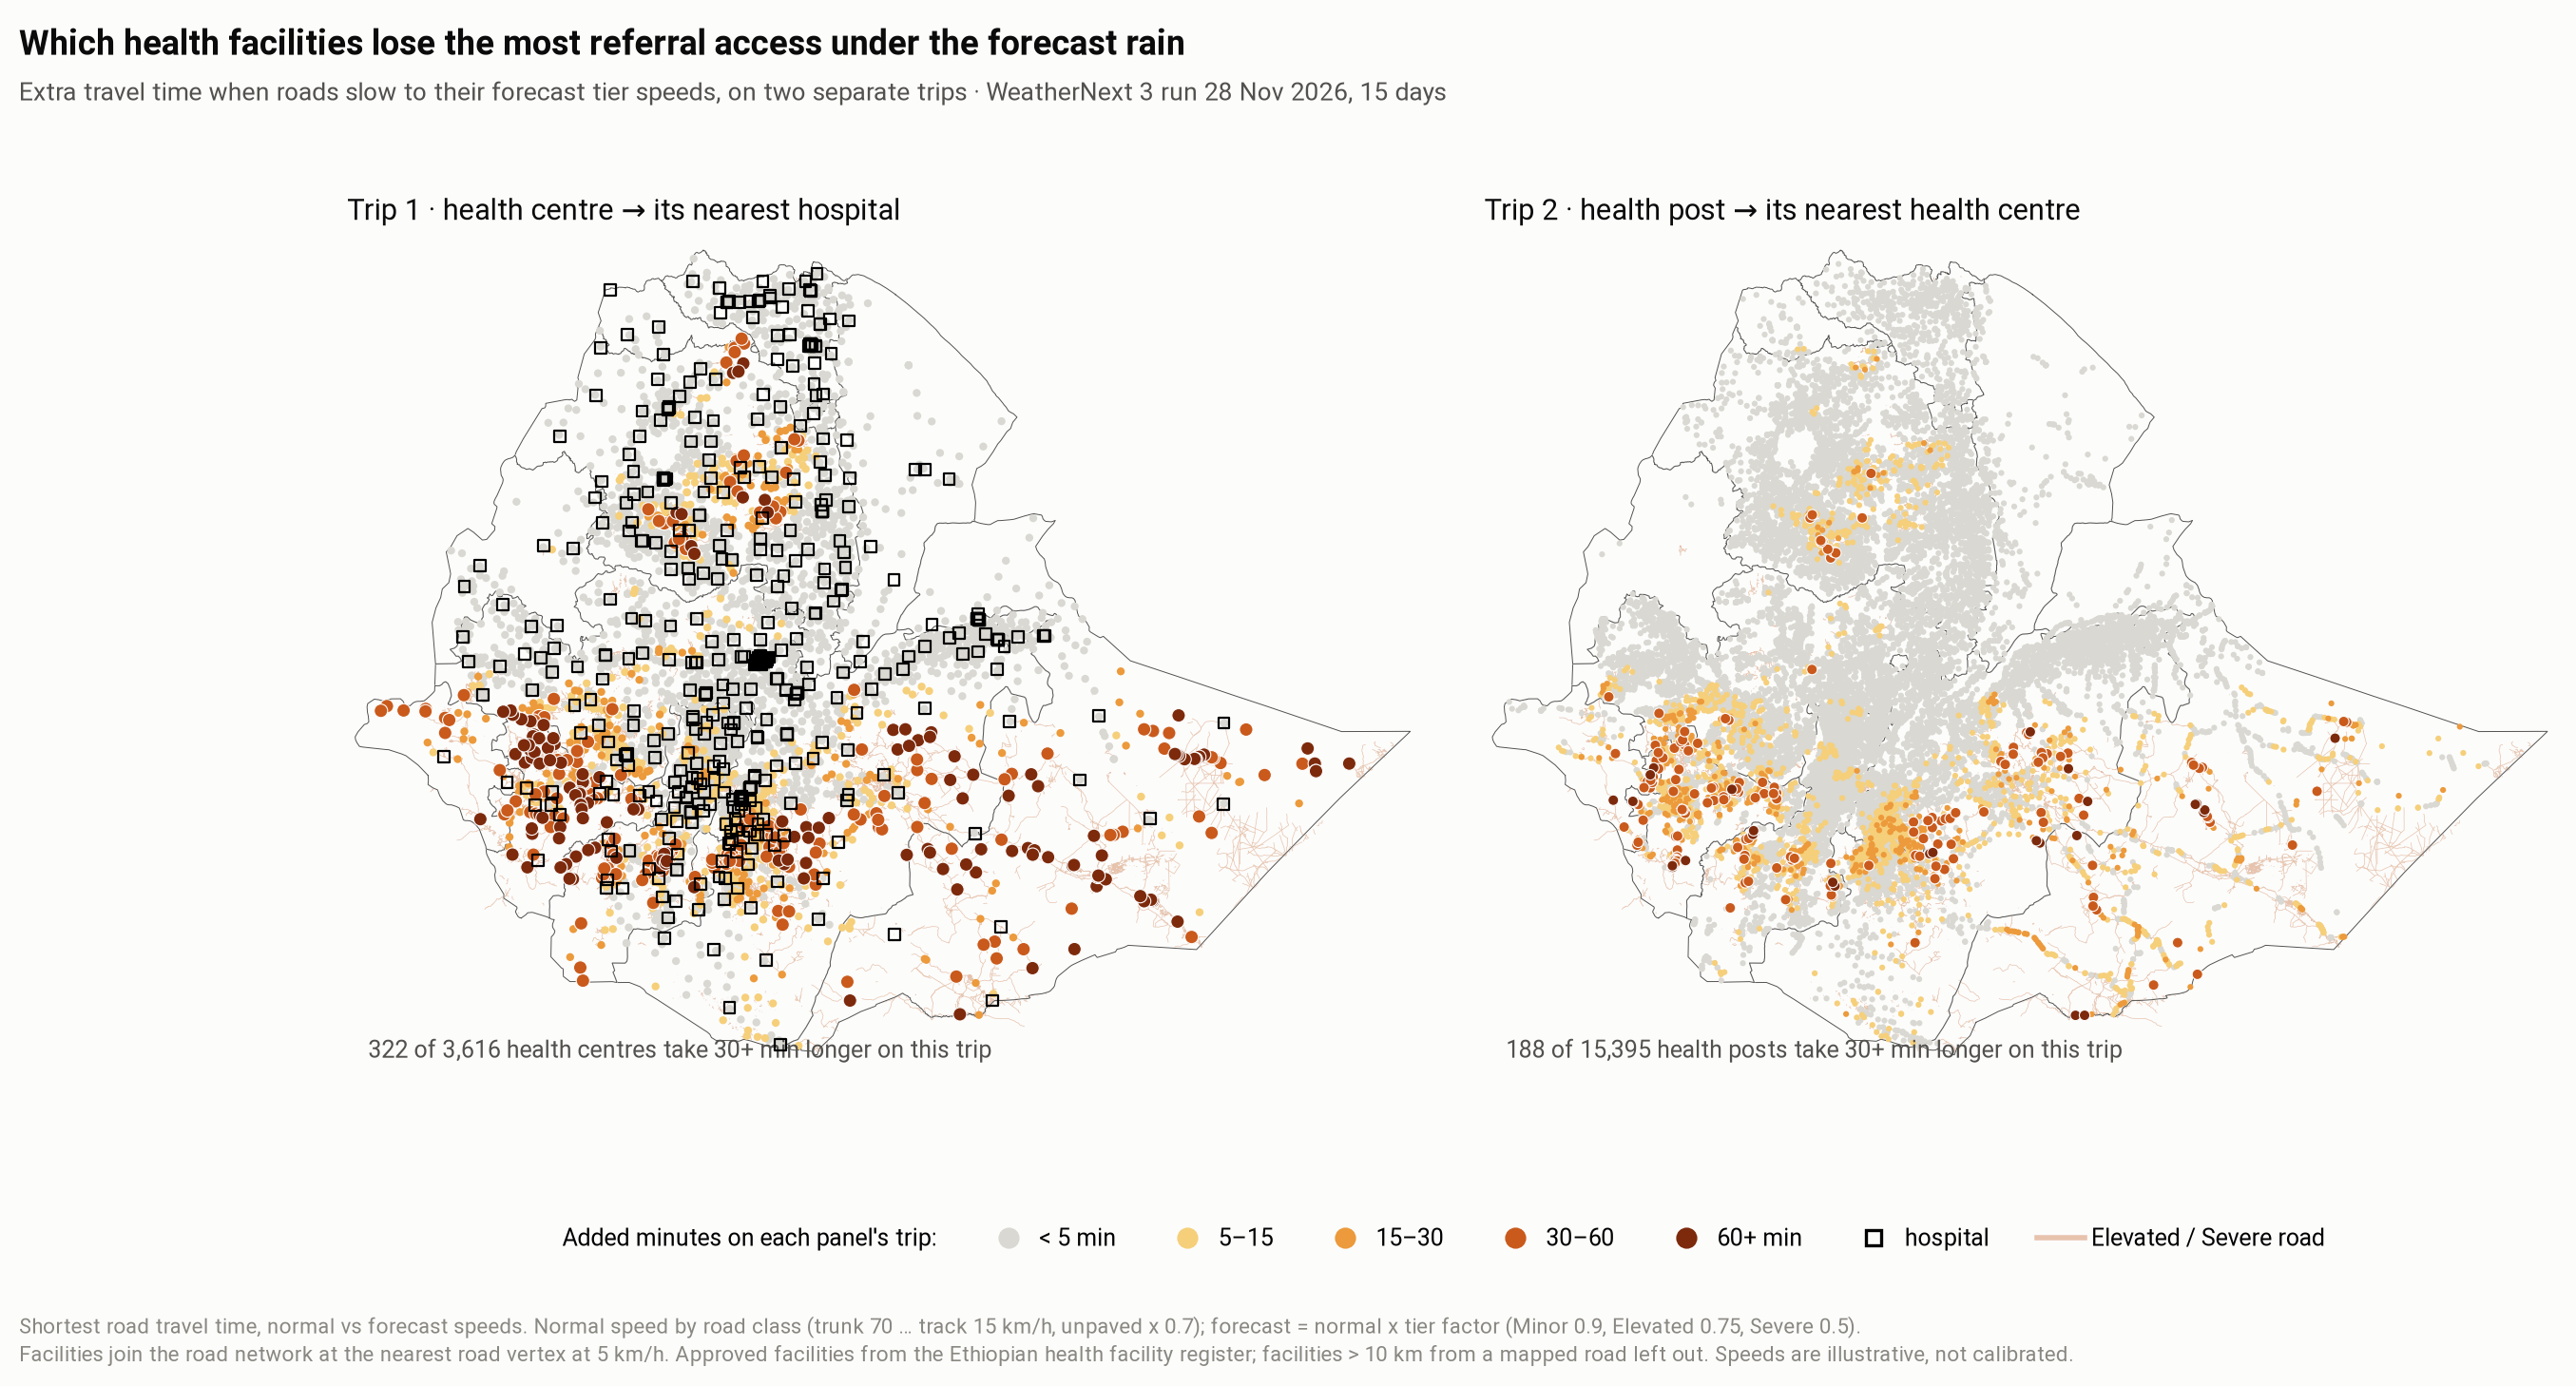 Which health facilities lose the most referral access under the forecast rain
Extra travel time when roads slow to their forecast tier speeds, on two separate trips · WeatherNext 3 run 28 Nov 2026, 15 days
Trip 1 · health centre → its nearest hospital
Trip 2 · health post → its nearest health centre
322 of 3,616 health centres take 30+ min longer on this trip
188 of 15,395 health posts take 30+ min longer on this trip
Added minutes on each panel's trip: < 5 min 5–15 15–30 30–60 60+ min hospital Elevated / Severe road
Shortest road travel time, normal vs forecast speeds. Normal speed by road class (trunk 70 … track 15 km/h, unpaved x 0.7); forecast = normal x tier factor (Minor 0.9, Elevated 0.75, Severe 0.5).
Facilities join the road network at the nearest road vertex at 5 km/h. Approved facilities from the Ethiopian health facility register; facilities > 10 km from a mapped road left out. Speeds are illustrative, not calibrated.